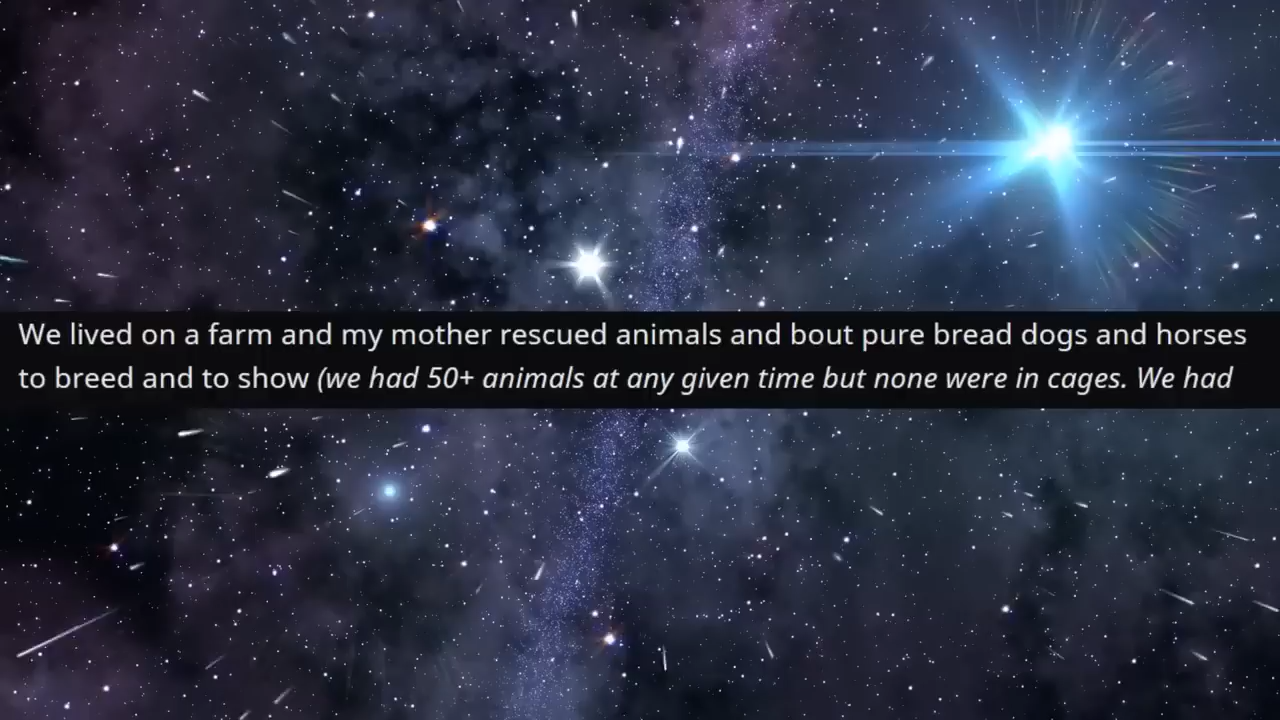 We lived on a farm and my mother rescued animals and bout pure bread dogs and horses
to breed and to show (we had 50+ animals at any given time but none were in cages. We had